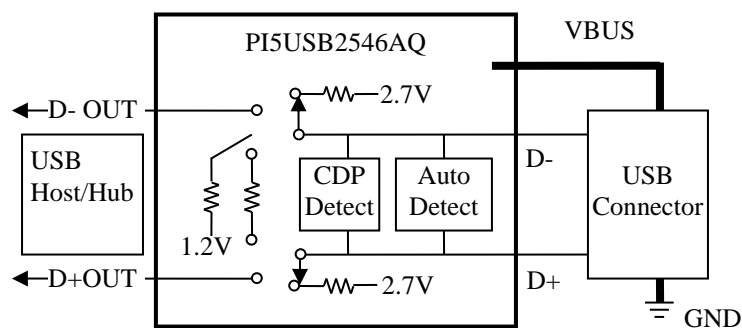 PI5USB2546AQ
VBUS
D- OUT
2.7V
USB
Host/Hub
CDP
Detect
Auto
Detect
D-
USB
Connector
1.2V
D+OUT
2.7V
D+
GND